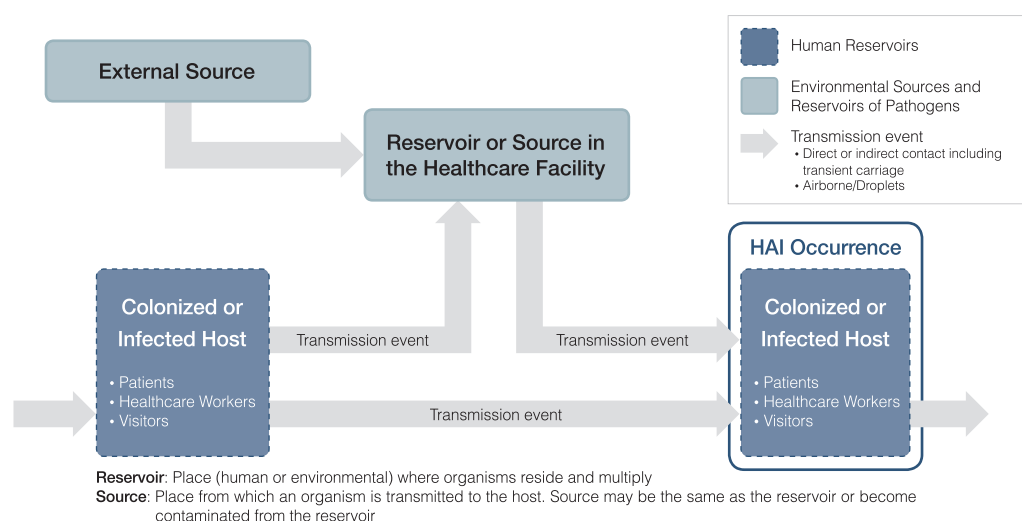 External Source
Reservoir or Source in
the Healthcare Facility
Human Reservoirs
Environmental Sources and
Reservoirs of Pathogens
Transmission event
• Direct or indirect contact including
transient carriage
• Airborne/Droplets
HAI Occurrence
Colonized or
Infected Host
• Patients
• Healthcare Workers
• Visitors
Transmission event
Transmission event
Transmission event
Colonized or
Infected Host
• Patients
• Healthcare Workers
• Visitors
Reservoir: Place (human or environmental) where organisms reside and multiply
Source: Place from which an organism is transmitted to the host. Source may be the same as the reservoir or become
contaminated from the reservoir